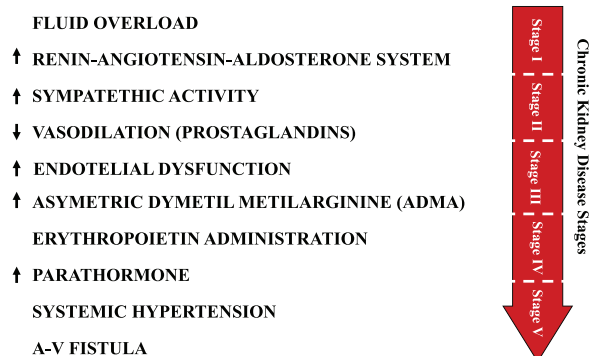 FLUID OVERLOAD
↑ RENIN-ANGIOTENSIN-ALDOSTERONE SYSTEM
↑ SYMPATETHIC ACTIVITY
↓ VASODILATION (PROSTAGLANDINS)
↑ ENDOTELIAL DYSFUNCTION
↑ ASYMETRIC DYMETIL METILARGININE (ADMA)
ERYTHROPOIETIN ADMINISTRATION
↑ PARATHORMONE
SYSTEMIC HYPERTENSION
A-V FISTULA
Stage I
Stage II
Stage III
Stage IV
Stage V
Chronic Kidney Disease Stages